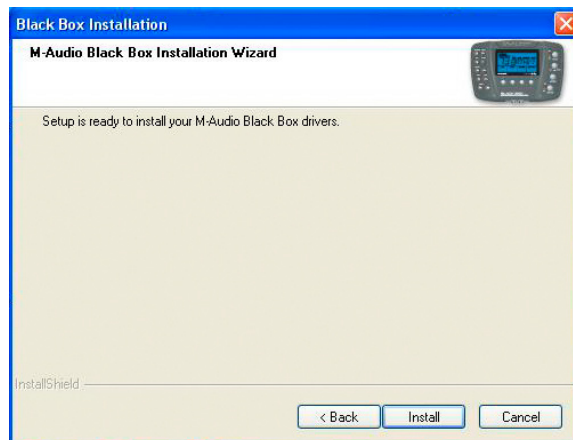 Black Box Installation
M-Audio Black Box Installation Wizard
Setup is ready to install your M-Audio Black Box drivers.
InstallShield
< Back
Install
Cancel